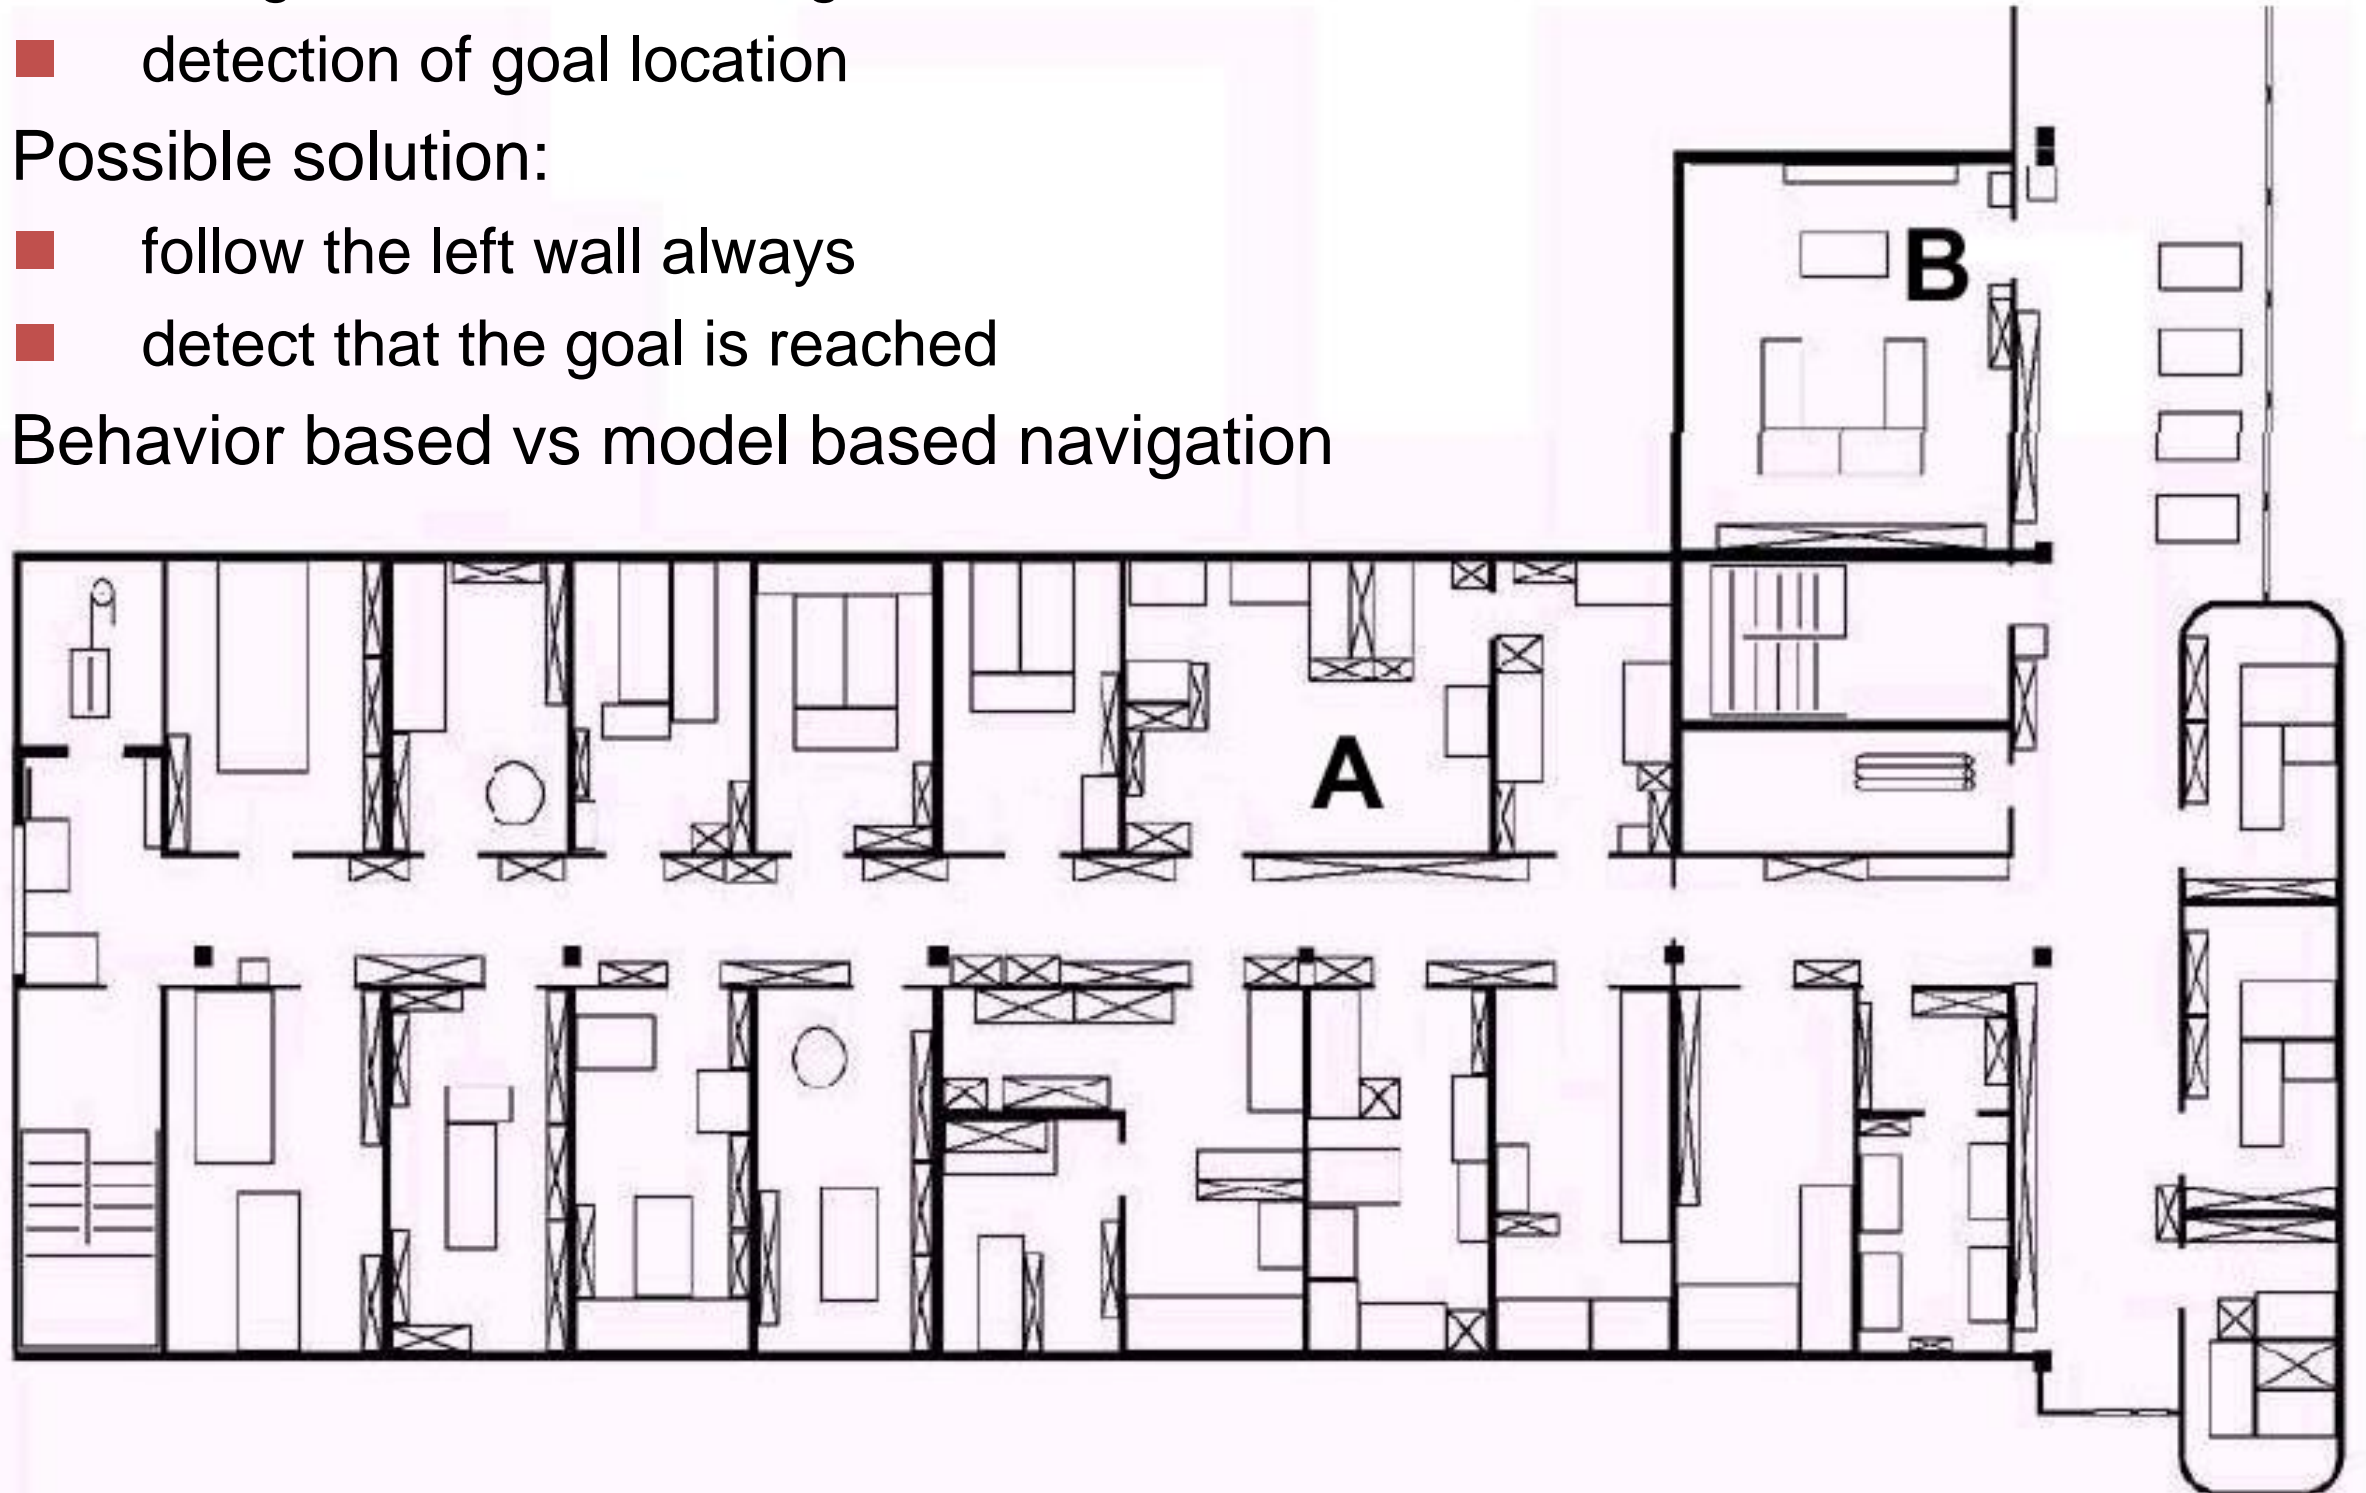 detection of goal location
Possible solution:
follow the left wall always
detect that the goal is reached
Behavior based vs model based navigation
B
A